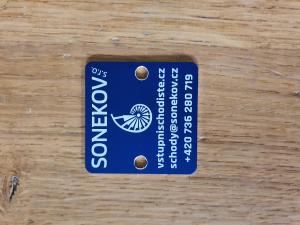 SONEKOV s.r.o.
vstupnischodiste.cz
schody@sonekov.cz
+420 736 280 719